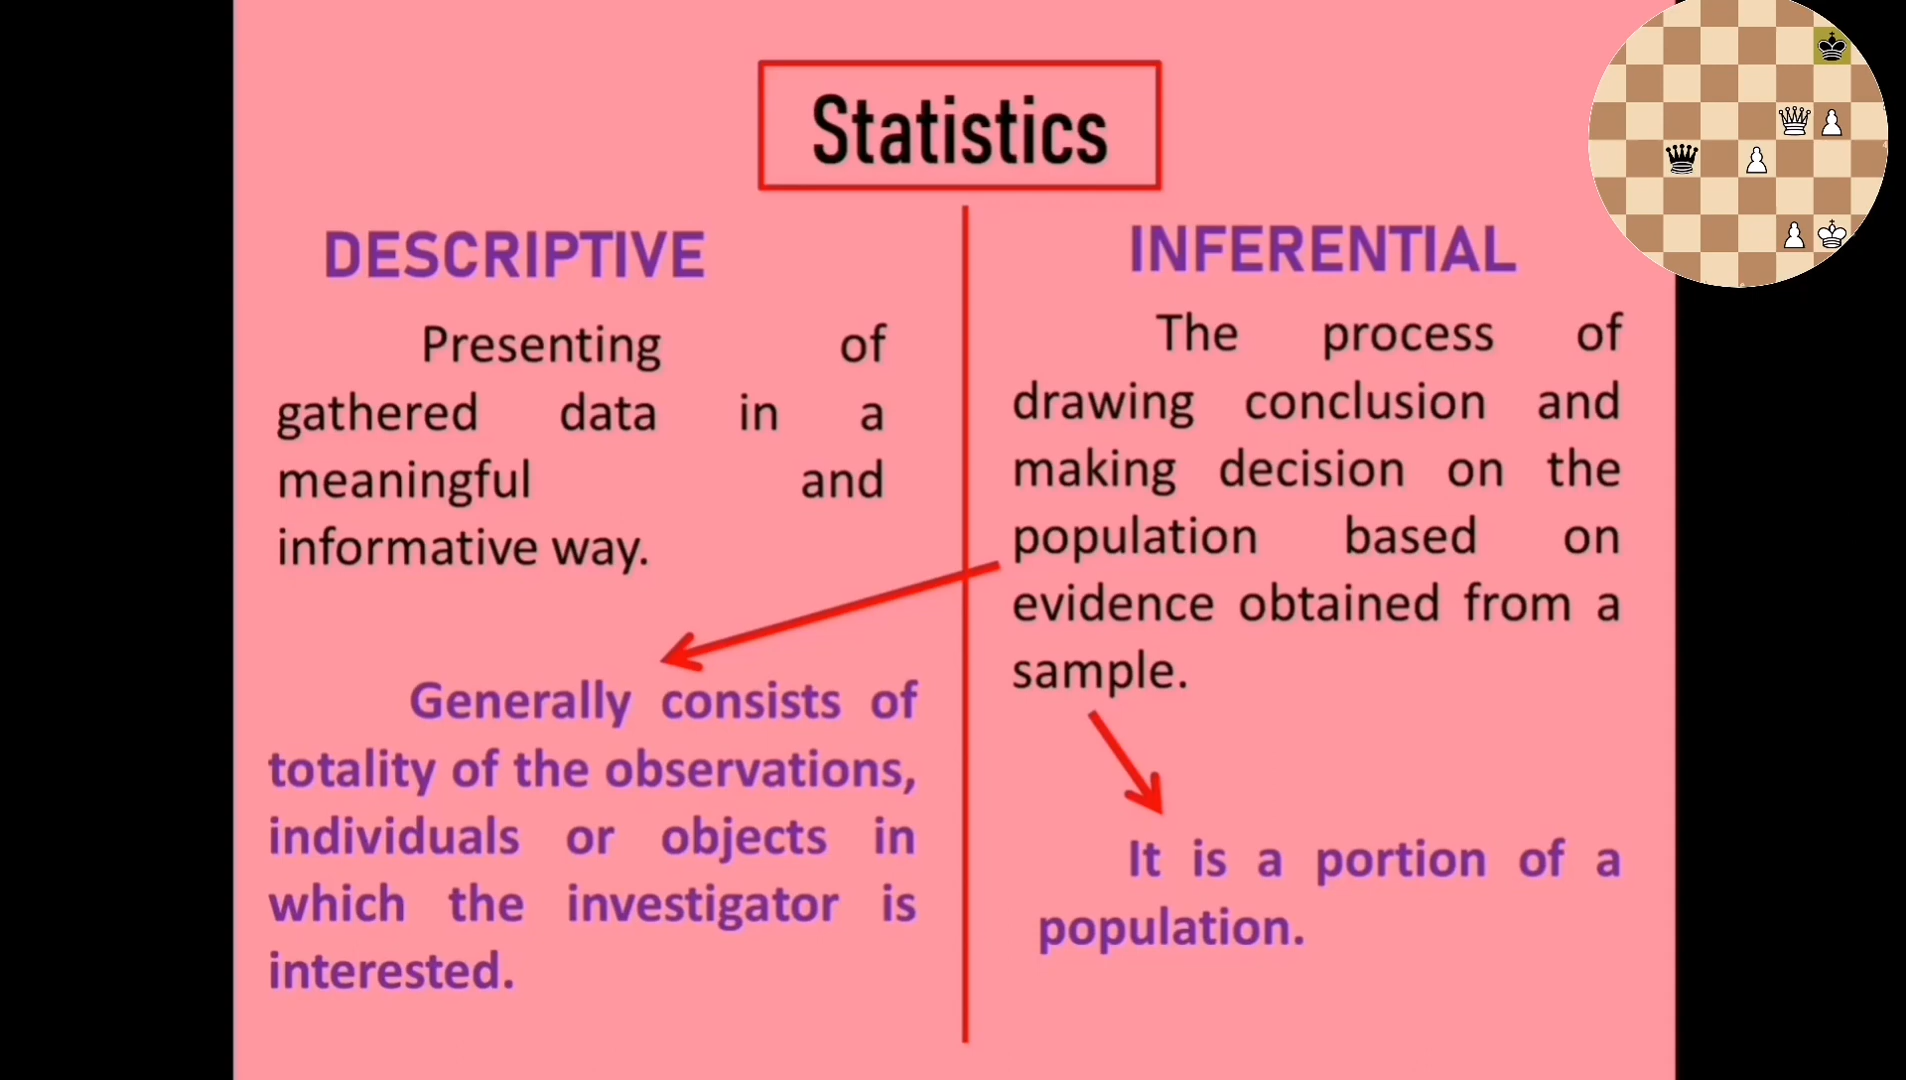 Statistics
DESCRIPTIVE
Presenting of
gathered data in a
meaningful and
informative way.
Generally consists of
totality of the observations,
individuals or objects in
which the investigator is
interested.
INFERENTIAL
The process of
drawing conclusion and
making decision on the
population based on
evidence obtained from a
sample.
It is a portion of a
population.